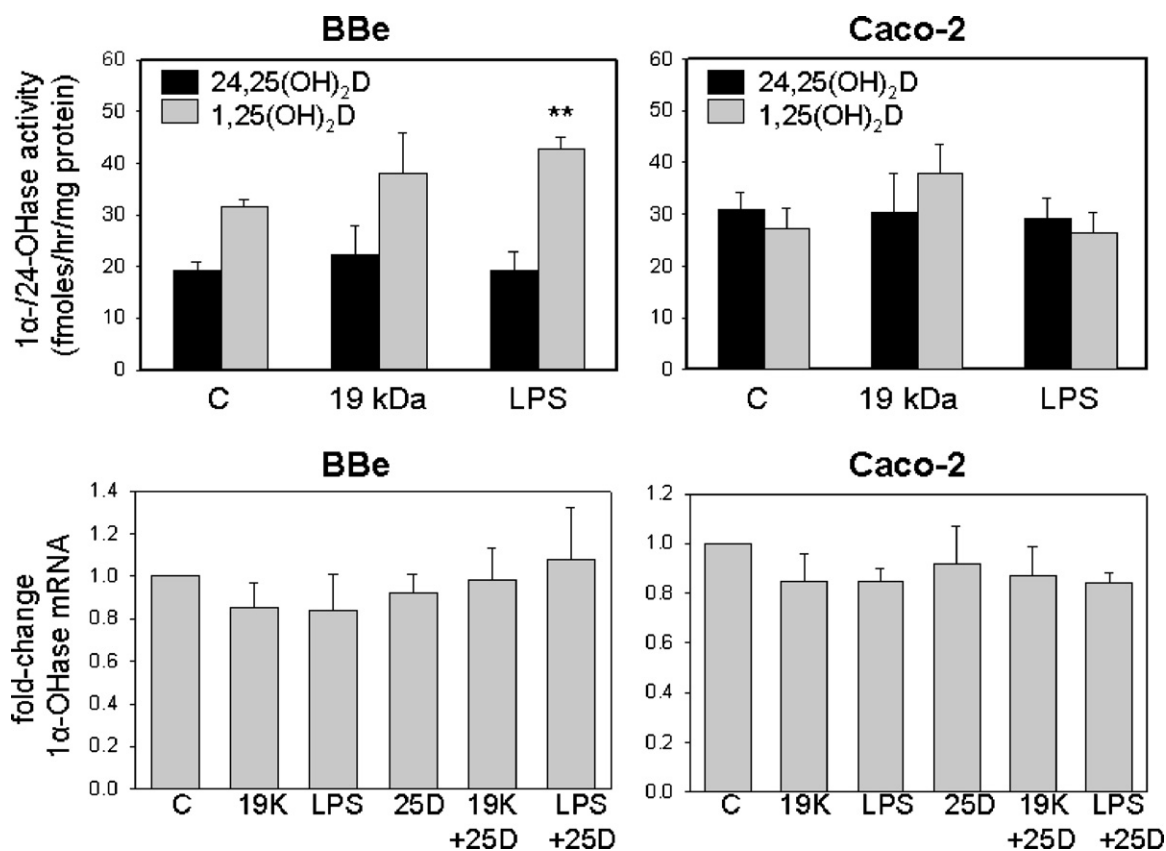 BBe
Caco-2
1α-/24-OHase activity
(fmoles/hr/mg protein)
60
50
40
30
20
10
0
24,25(OH)₂D
1,25(OH)₂D
**
C
19 kDa
LPS
60
50
40
30
20
10
0
24,25(OH)₂D
1,25(OH)₂D
C
19 kDa
LPS
BBe
Caco-2
fold-change
1α-OHase mRNA
1.4
1.2
1.0
0.8
0.6
0.4
0.2
0.0
C
19K
LPS
25D
19K
+25D
LPS
+25D
1.2
1.0
0.8
0.6
0.4
0.2
0.0
C
19K
LPS
25D
19K
+25D
LPS
+25D